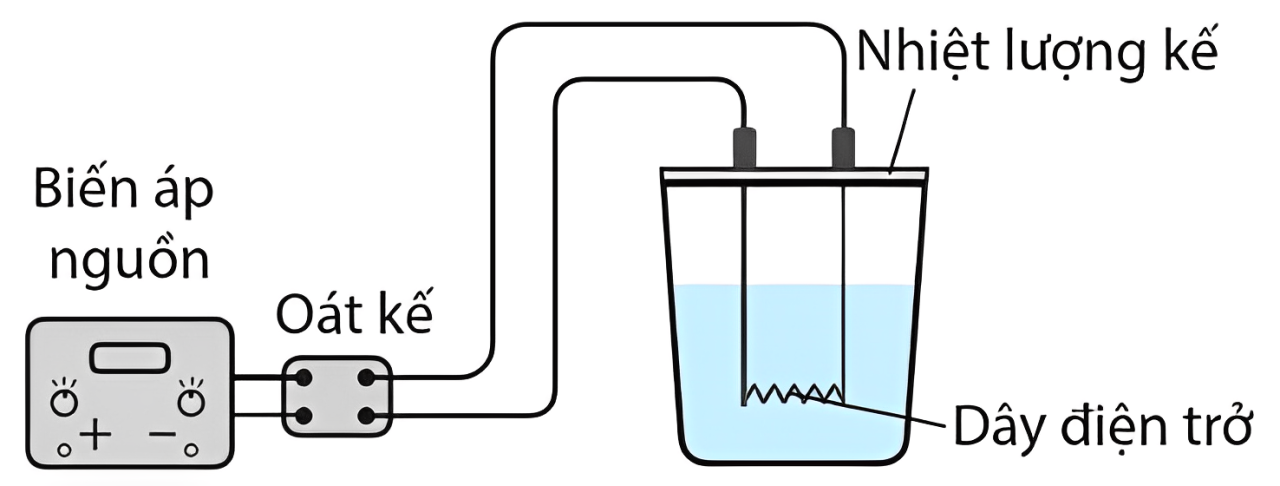 Nhiệt lượng kế
Biến áp
nguồn
Oát kế
+ −
Dây điện trở